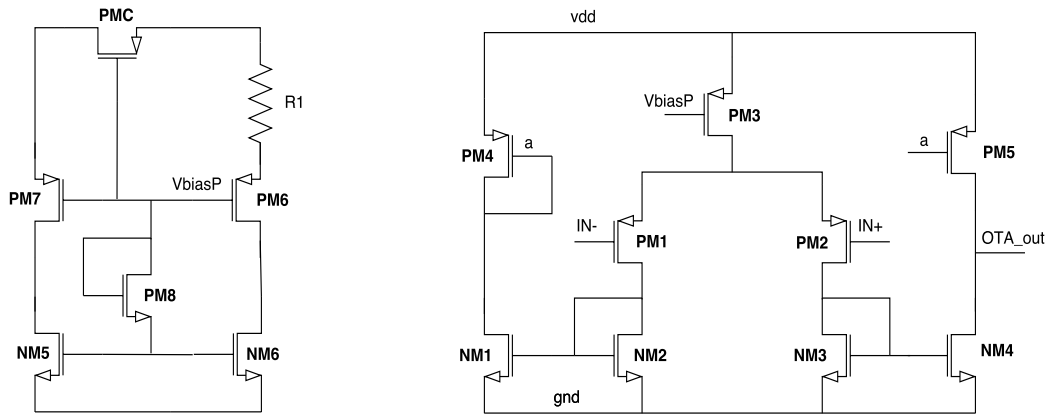 PMC
vdd
R1
VbiasP
PM3
PM4
a
a
PM5
PM7
VbiasP
PM6
IN-
PM1
PM2
IN+
OTA_out
PM8
NM5
NM6
NM1
NM2
NM3
NM4
gnd